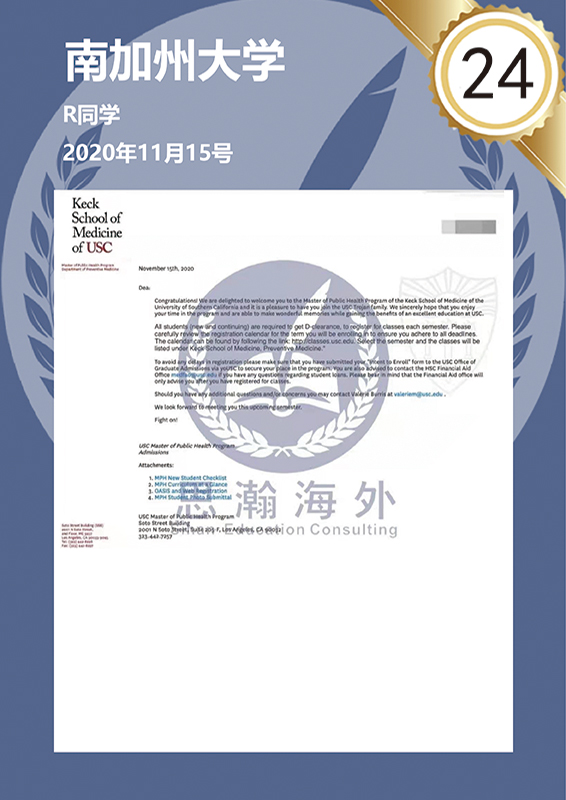 南加州大学
24
R同学
2020年11月15号
Keck
School of
Medicine
of USC
Master of Public Health Program
Department of Preventive Medicine
November 15th, 2020
Dea:
Congratulations! We are delighted to welcome you to the Master of Public Health Program of the Keck School of Medicine of the
University of Southern California and it is a pleasure to have you join the USC Trojan family. We sincerely hope that you enjoy
your time in the program and are able to make wonderful memories while gaining the benefits of an excellent education at USC.
All students (new and continuing) are required to get D-clearance, to register for classes each semester. Please
carefully review the registration calendar for the term you will be enrolling in to ensure you adhere to all deadlines.
The calendar can be found by following the link: http://classes.usc.edu. Select the semester and the classes will be
listed under Keck School of Medicine, Preventive Medicine."
To avoid any delays in registration please make sure that you have submitted your "Intent to Enroll" form to the USC Office of
Graduate Admissions via youUSC to secure your place in the program. You are also advised to contact the HSC Financial Aid
Office medfao@usc.edu if you have any questions regarding student loans. Please bear in mind that the Financial Aid office will
only advise you after you have registered for classes.
Should you have any additional questions and/or concerns you may contact Valerie Burris at valeriem@usc.edu .
We look forward to meeting you this upcoming semester.
Fight on!
USC Master of Public Health Program
Admissions
Attachments:
1. MPH New Student Checklist
2. MPH Curriculum at a Glance
3. OASIS and Web Registration
4. MPH Student Photo Submittal
思瀚海外
Extention Consulting
USC Master of Public Health Program
Soto Street Building
2001 N Soto Street, Suite 203-F, Los Angeles, CA 90032
323.442.7257
Soto Street Building (SSB)
2001 N Soto Street,
Los Angeles, CA